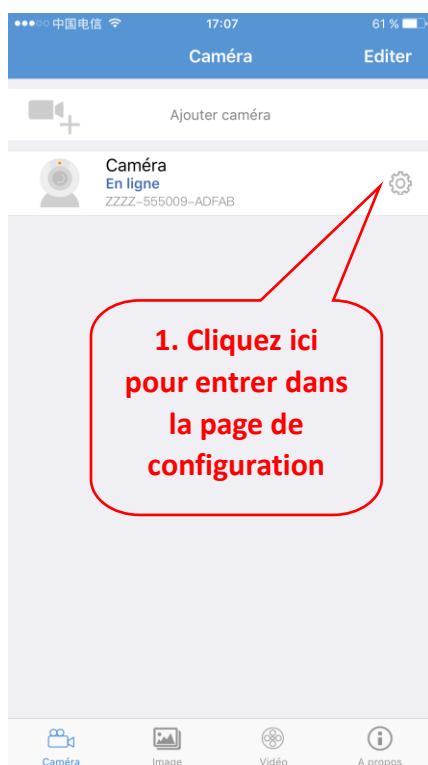 中国电信 17:07 61 %
Caméra Editer
Ajouter caméra
Caméra
En ligne
ZZZZ-555009-ADFAB
1. Cliquez ici
pour entrer dans
la page de
configuration
Caméra Image Vidéo A propos